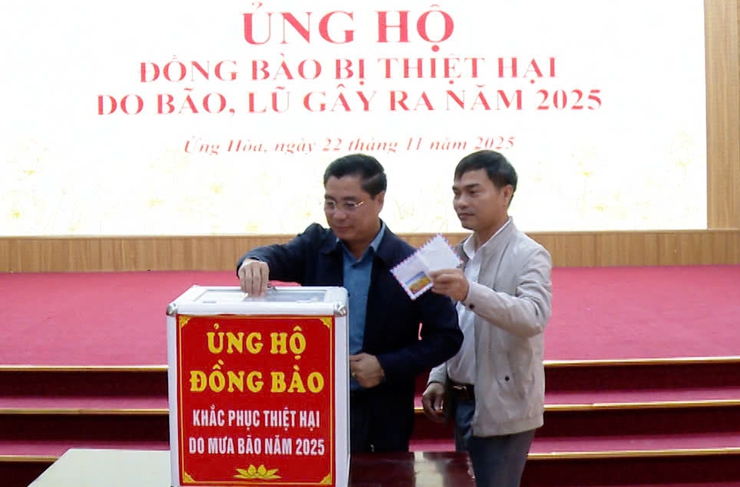 ỦNG HỘ
ĐỒNG BÀO BỊ THIỆT HẠI
DO BÃO, LŨ GÂY RA NĂM 2025
Ứng Hòa, ngày 22 tháng 11 năm 2025
ỦNG HỘ
ĐỒNG BÀO
KHẮC PHỤC THIỆT HẠI
DO MƯA BÃO NĂM 2025